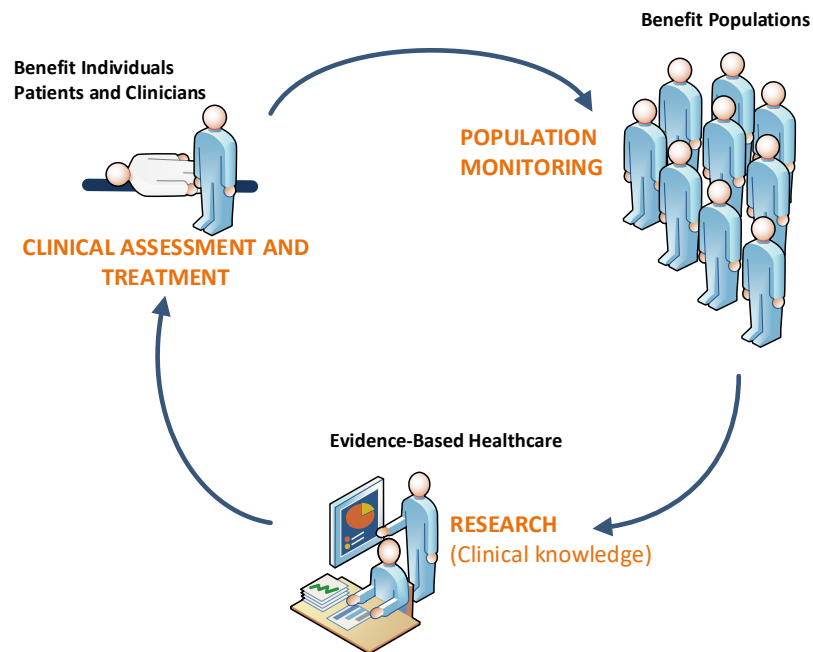 Benefit Populations
Benefit Individuals
Patients and Clinicians
POPULATION
MONITORING
CLINICAL ASSESSMENT AND
TREATMENT
Evidence-Based Healthcare
RESEARCH
(Clinical knowledge)